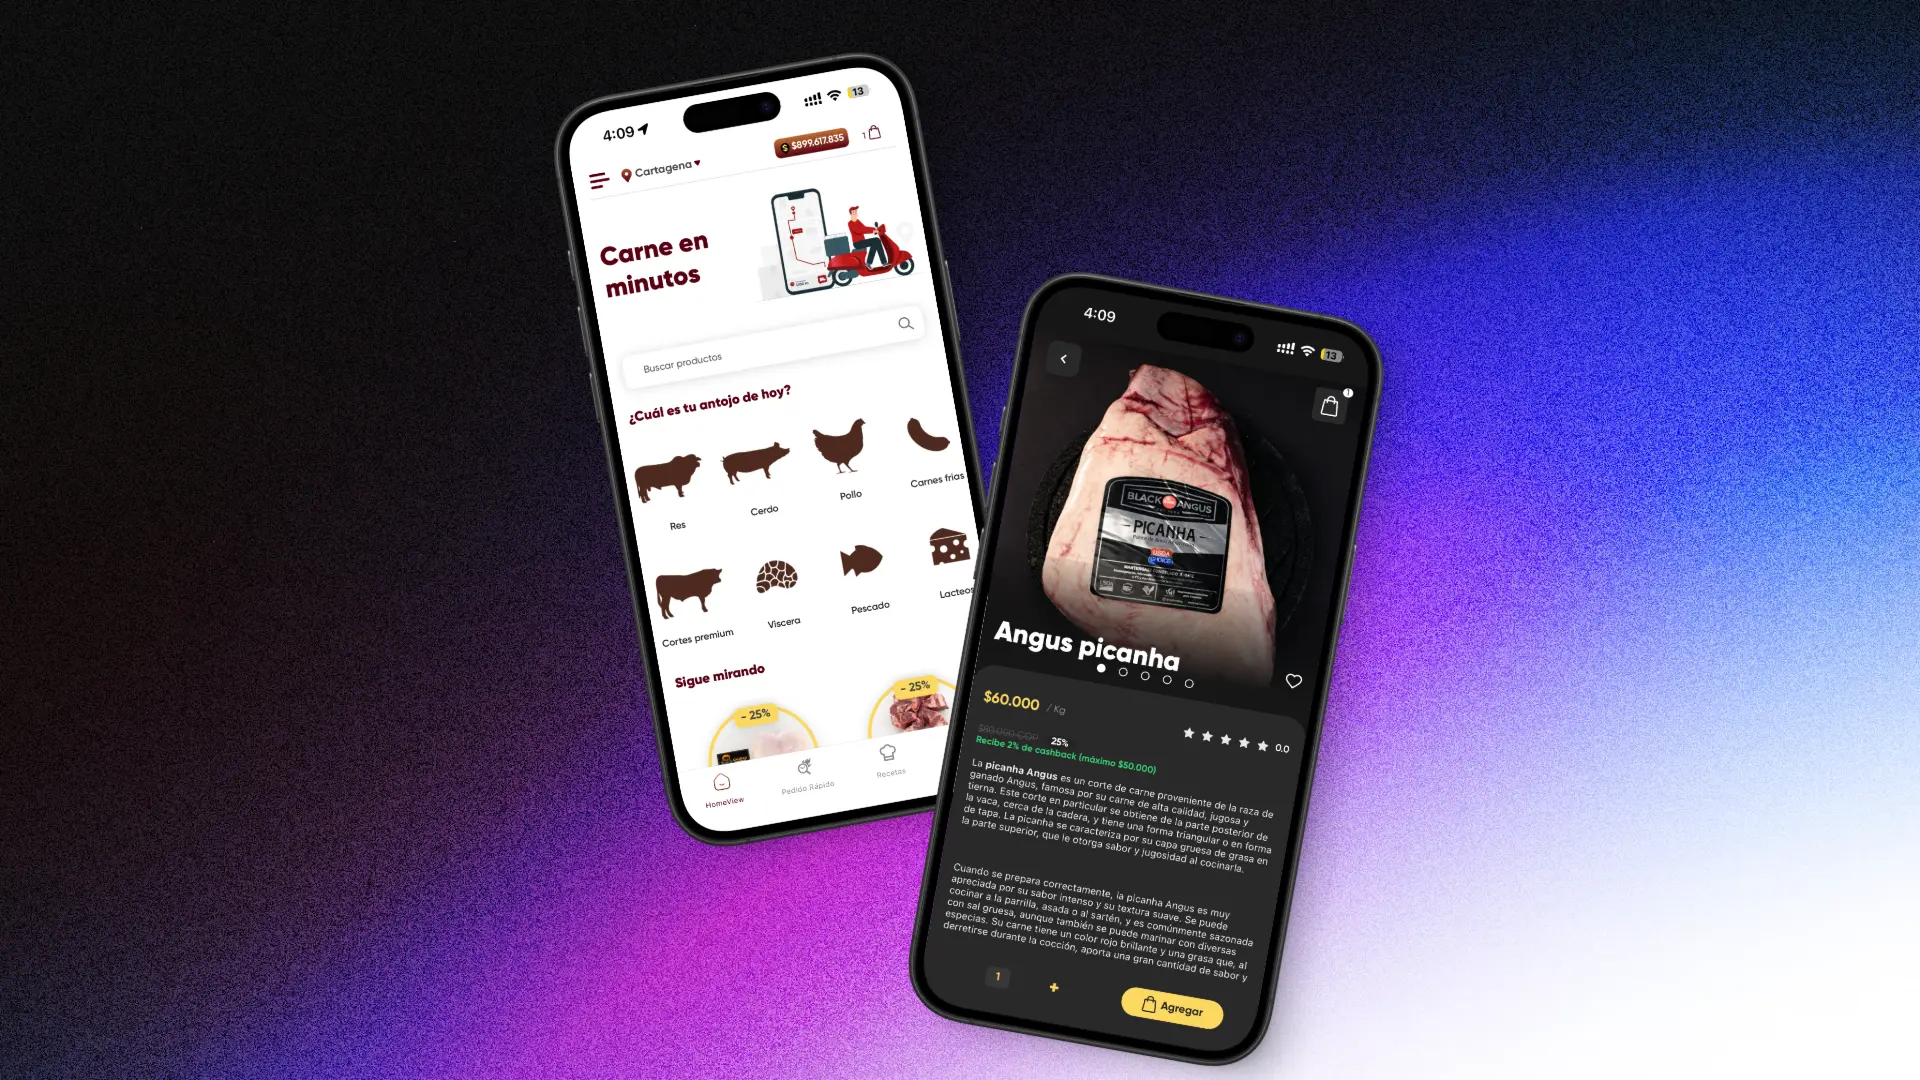 4:09
13
Cartagena
$ $899.617.835
1
Carne en
minutos
Buscar productos
¿Cuál es tu antojo de hoy?
Res
Cerdo
Pollo
Carnes frias
Cortes premium
Viscera
Pescado
Lacteos
Sigue mirando
- 25%
- 25%
HomeView
Pedido Rápido
Recetas
4:09
13
1
BLACK ANGUS
PICANHA
USDA
CHOICE
Angus picanha
$60.000 / Kg
$80.000 COP 25%
0.0
Recibe 2% de cashback (máximo $50.000)
La picanha Angus es un corte de carne proveniente de la raza de
ganado Angus, famosa por su carne de alta calidad, jugosa y
tierna. Este corte en particular se obtiene de la parte posterior de
la vaca, cerca de la cadera, y tiene una forma triangular o en forma
de tapa. La picanha se caracteriza por su capa gruesa de grasa en
la parte superior, que le otorga sabor y jugosidad al cocinarla.
Cuando se prepara correctamente, la picanha Angus es muy
apreciada por su sabor intenso y su textura suave. Se puede
cocinar a la parrilla, asada o al sartén, y es comúnmente sazonada
con sal gruesa, aunque también se puede marinar con diversas
especias. Su carne tiene un color rojo brillante y una grasa que, al
derretirse durante la cocción, aporta una gran cantidad de sabor y
1
+
Agregar